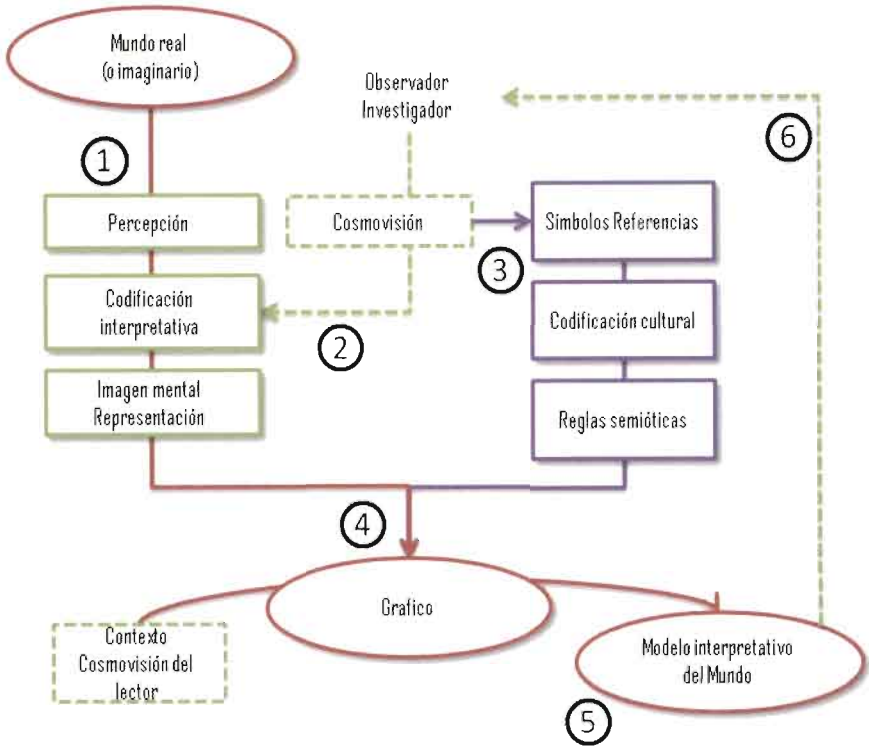 Mundo real
(o imaginario)
Observador
Investigador
6
1
Percepción
Cosmovisión
Símbolos Referencias
3
Codificación
interpretativa
Codificación cultural
2
Imagen mental
Representación
Reglas semióticas
4
Grafico
Contexto
Cosmovisión del
lector
Modelo interpretativo
del Mundo
5